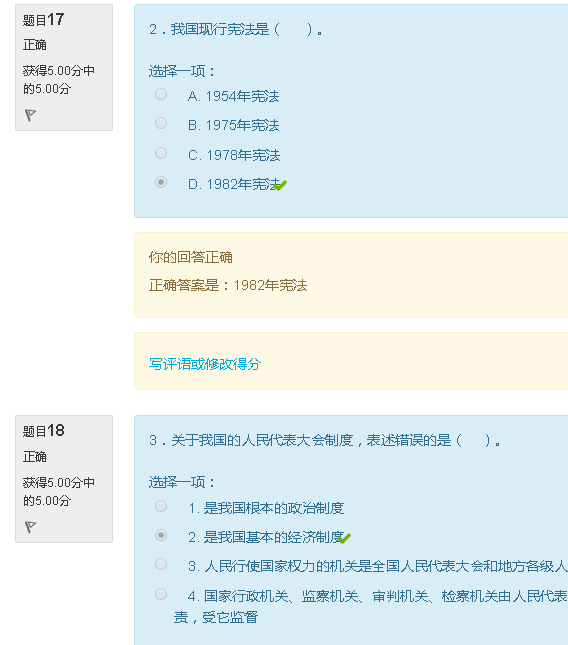 题目17
正确
获得5.00分中
的5.00分
2．我国现行宪法是（　　）。
选择一项：
A. 1954年宪法
B. 1975年宪法
C. 1978年宪法
D. 1982年宪法
你的回答正确
正确答案是：1982年宪法
写评语或修改得分
题目18
正确
获得5.00分中
的5.00分
3．关于我国的人民代表大会制度，表述错误的是（　　）。
选择一项：
1. 是我国根本的政治制度
2. 是我国基本的经济制度
3. 人民行使国家权力的机关是全国人民代表大会和地方各级人
4. 国家行政机关、监察机关、审判机关、检察机关由人民代表
责，受它监督